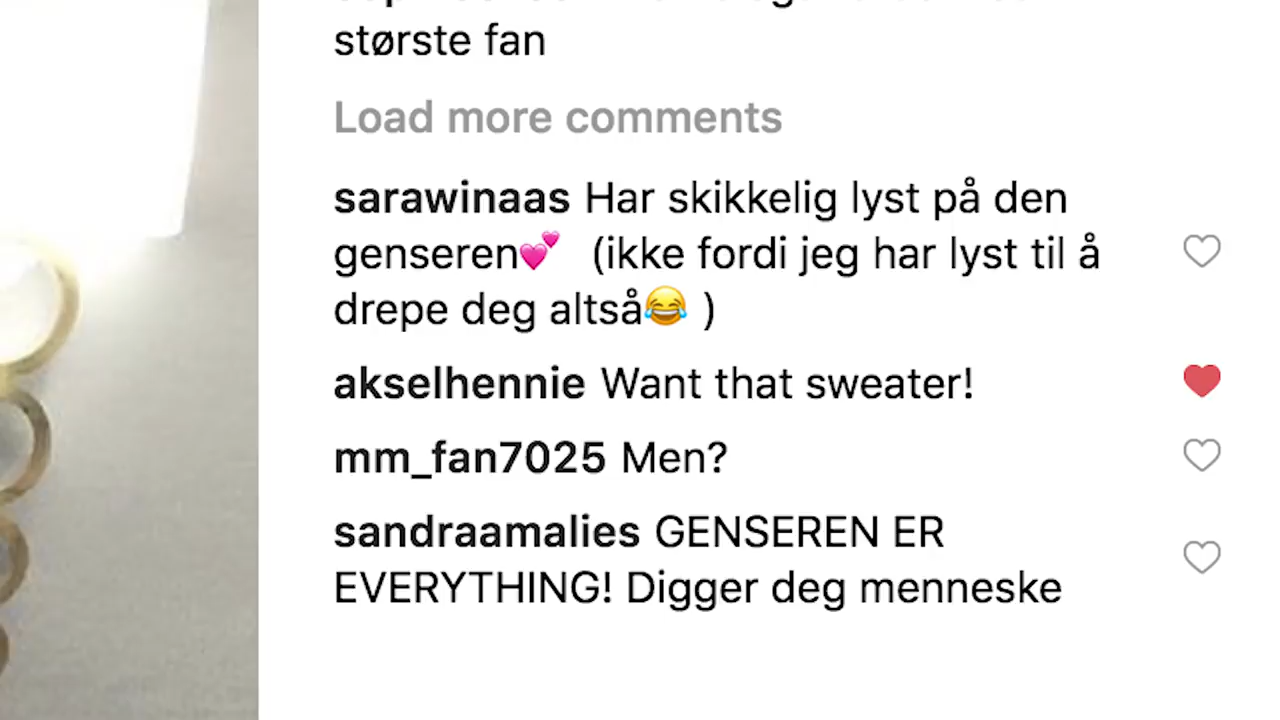 største fan
Load more comments
sarawinaas Har skikkelig lyst på den
genseren💕 (ikke fordi jeg har lyst til å
drepe deg altså😂 )
akselhennie Want that sweater!
mm_fan7025 Men?
sandraamalies GENSEREN ER
EVERYTHING! Digger deg menneske